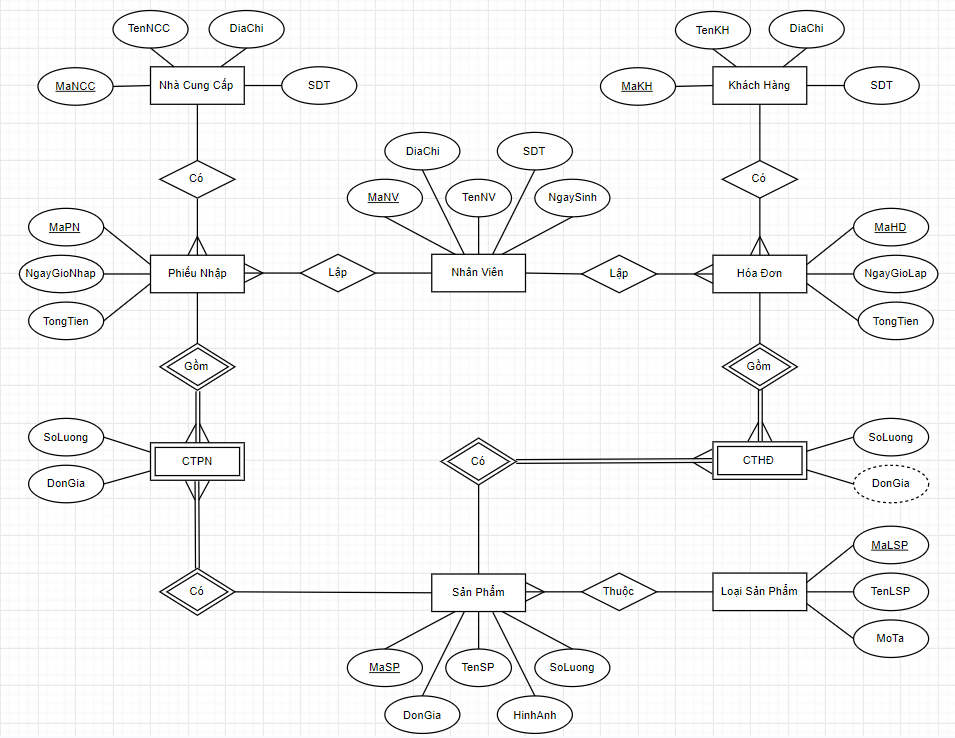 TenNCC
DiaChi
TenKH
DiaChi
MaNCC
Nhà Cung Cấp
SDT
MaKH
Khách Hàng
SDT
DiaChi
SDT
Có
Có
MaNV
TenNV
NgaySinh
MaPN
MaHD
NgayGioNhap
Phiếu Nhập
Lập
Nhân Viên
Lập
Hóa Đơn
NgayGioLap
TongTien
TongTien
Gồm
Gồm
SoLuong
SoLuong
CTPN
Có
CTHĐ
DonGia
DonGia
MaLSP
Có
Sản Phẩm
Thuộc
Loại Sản Phẩm
TenLSP
MoTa
MaSP
TenSP
SoLuong
DonGia
HinhAnh